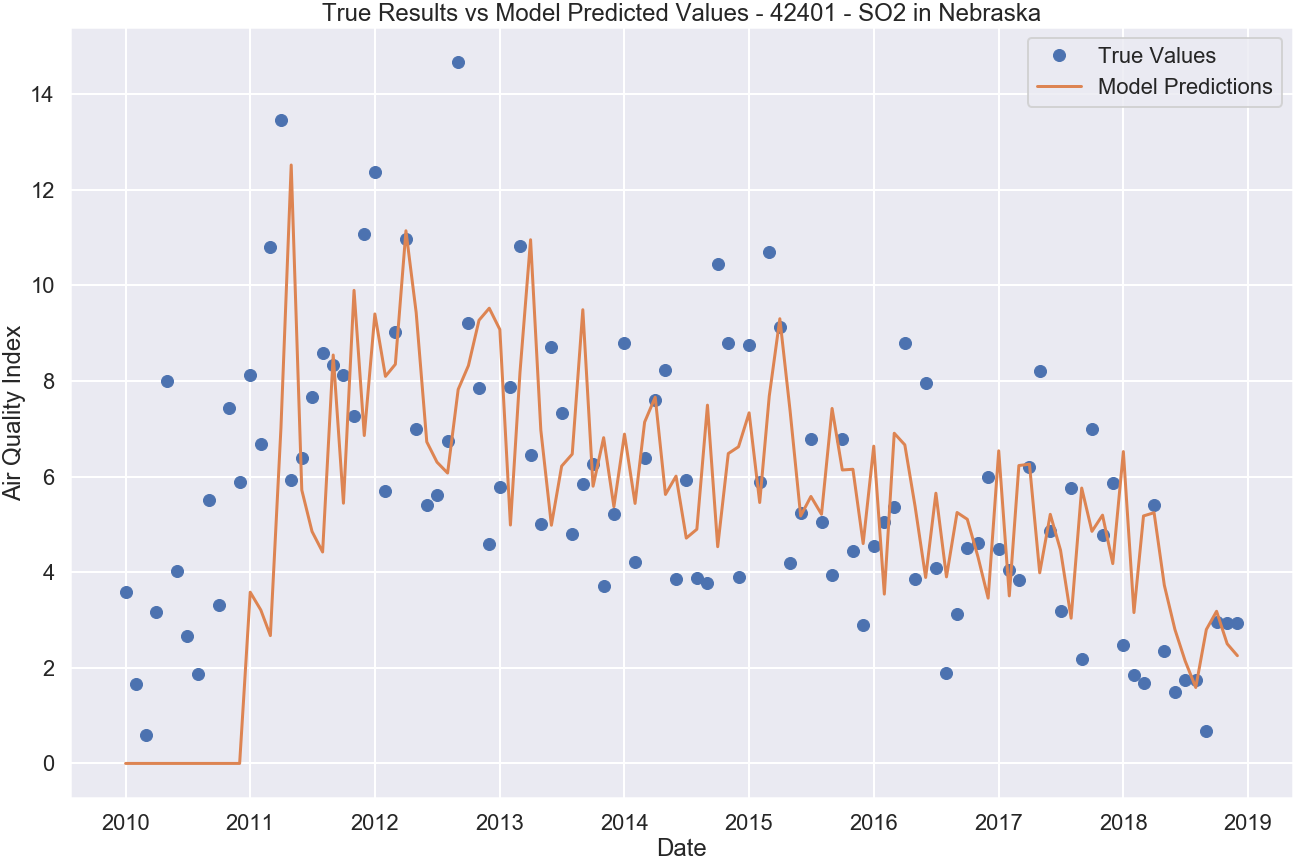 True Results vs Model Predicted Values - 42401 - SO2 in Nebraska
True Values
Model Predictions
Air Quality Index
14
12
10
8
6
4
2
0
2010 2011 2012 2013 2014 2015 2016 2017 2018 2019
Date